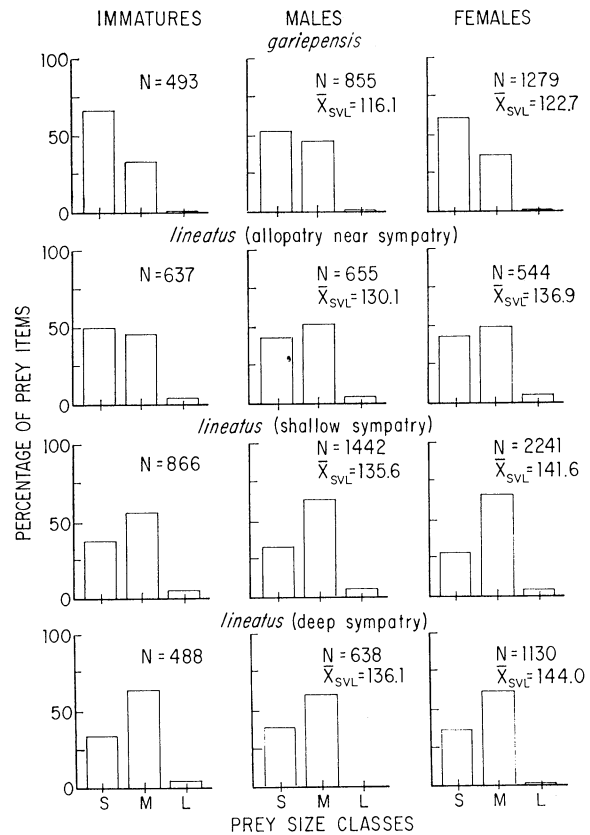 IMMATURES MALES FEMALES
gariepensis
100
50
0
N=493
N = 855
X̄SVL=116.1
N = 1279
X̄SVL=122.7
lineatus (allopatry near sympatry)
100
50
0
N=637
N = 655
X̄SVL=130.1
N = 544
X̄SVL=136.9
lineatus (shallow sympatry)
100
50
0
N = 866
N = 1442
X̄SVL=135.6
N = 2241
X̄SVL=141.6
lineatus (deep sympatry)
100
50
0
N = 488
N = 638
X̄SVL=136.1
N = 1130
X̄SVL=144.0
S M L S M L S M L
PREY SIZE CLASSES
PERCENTAGE OF PREY ITEMS